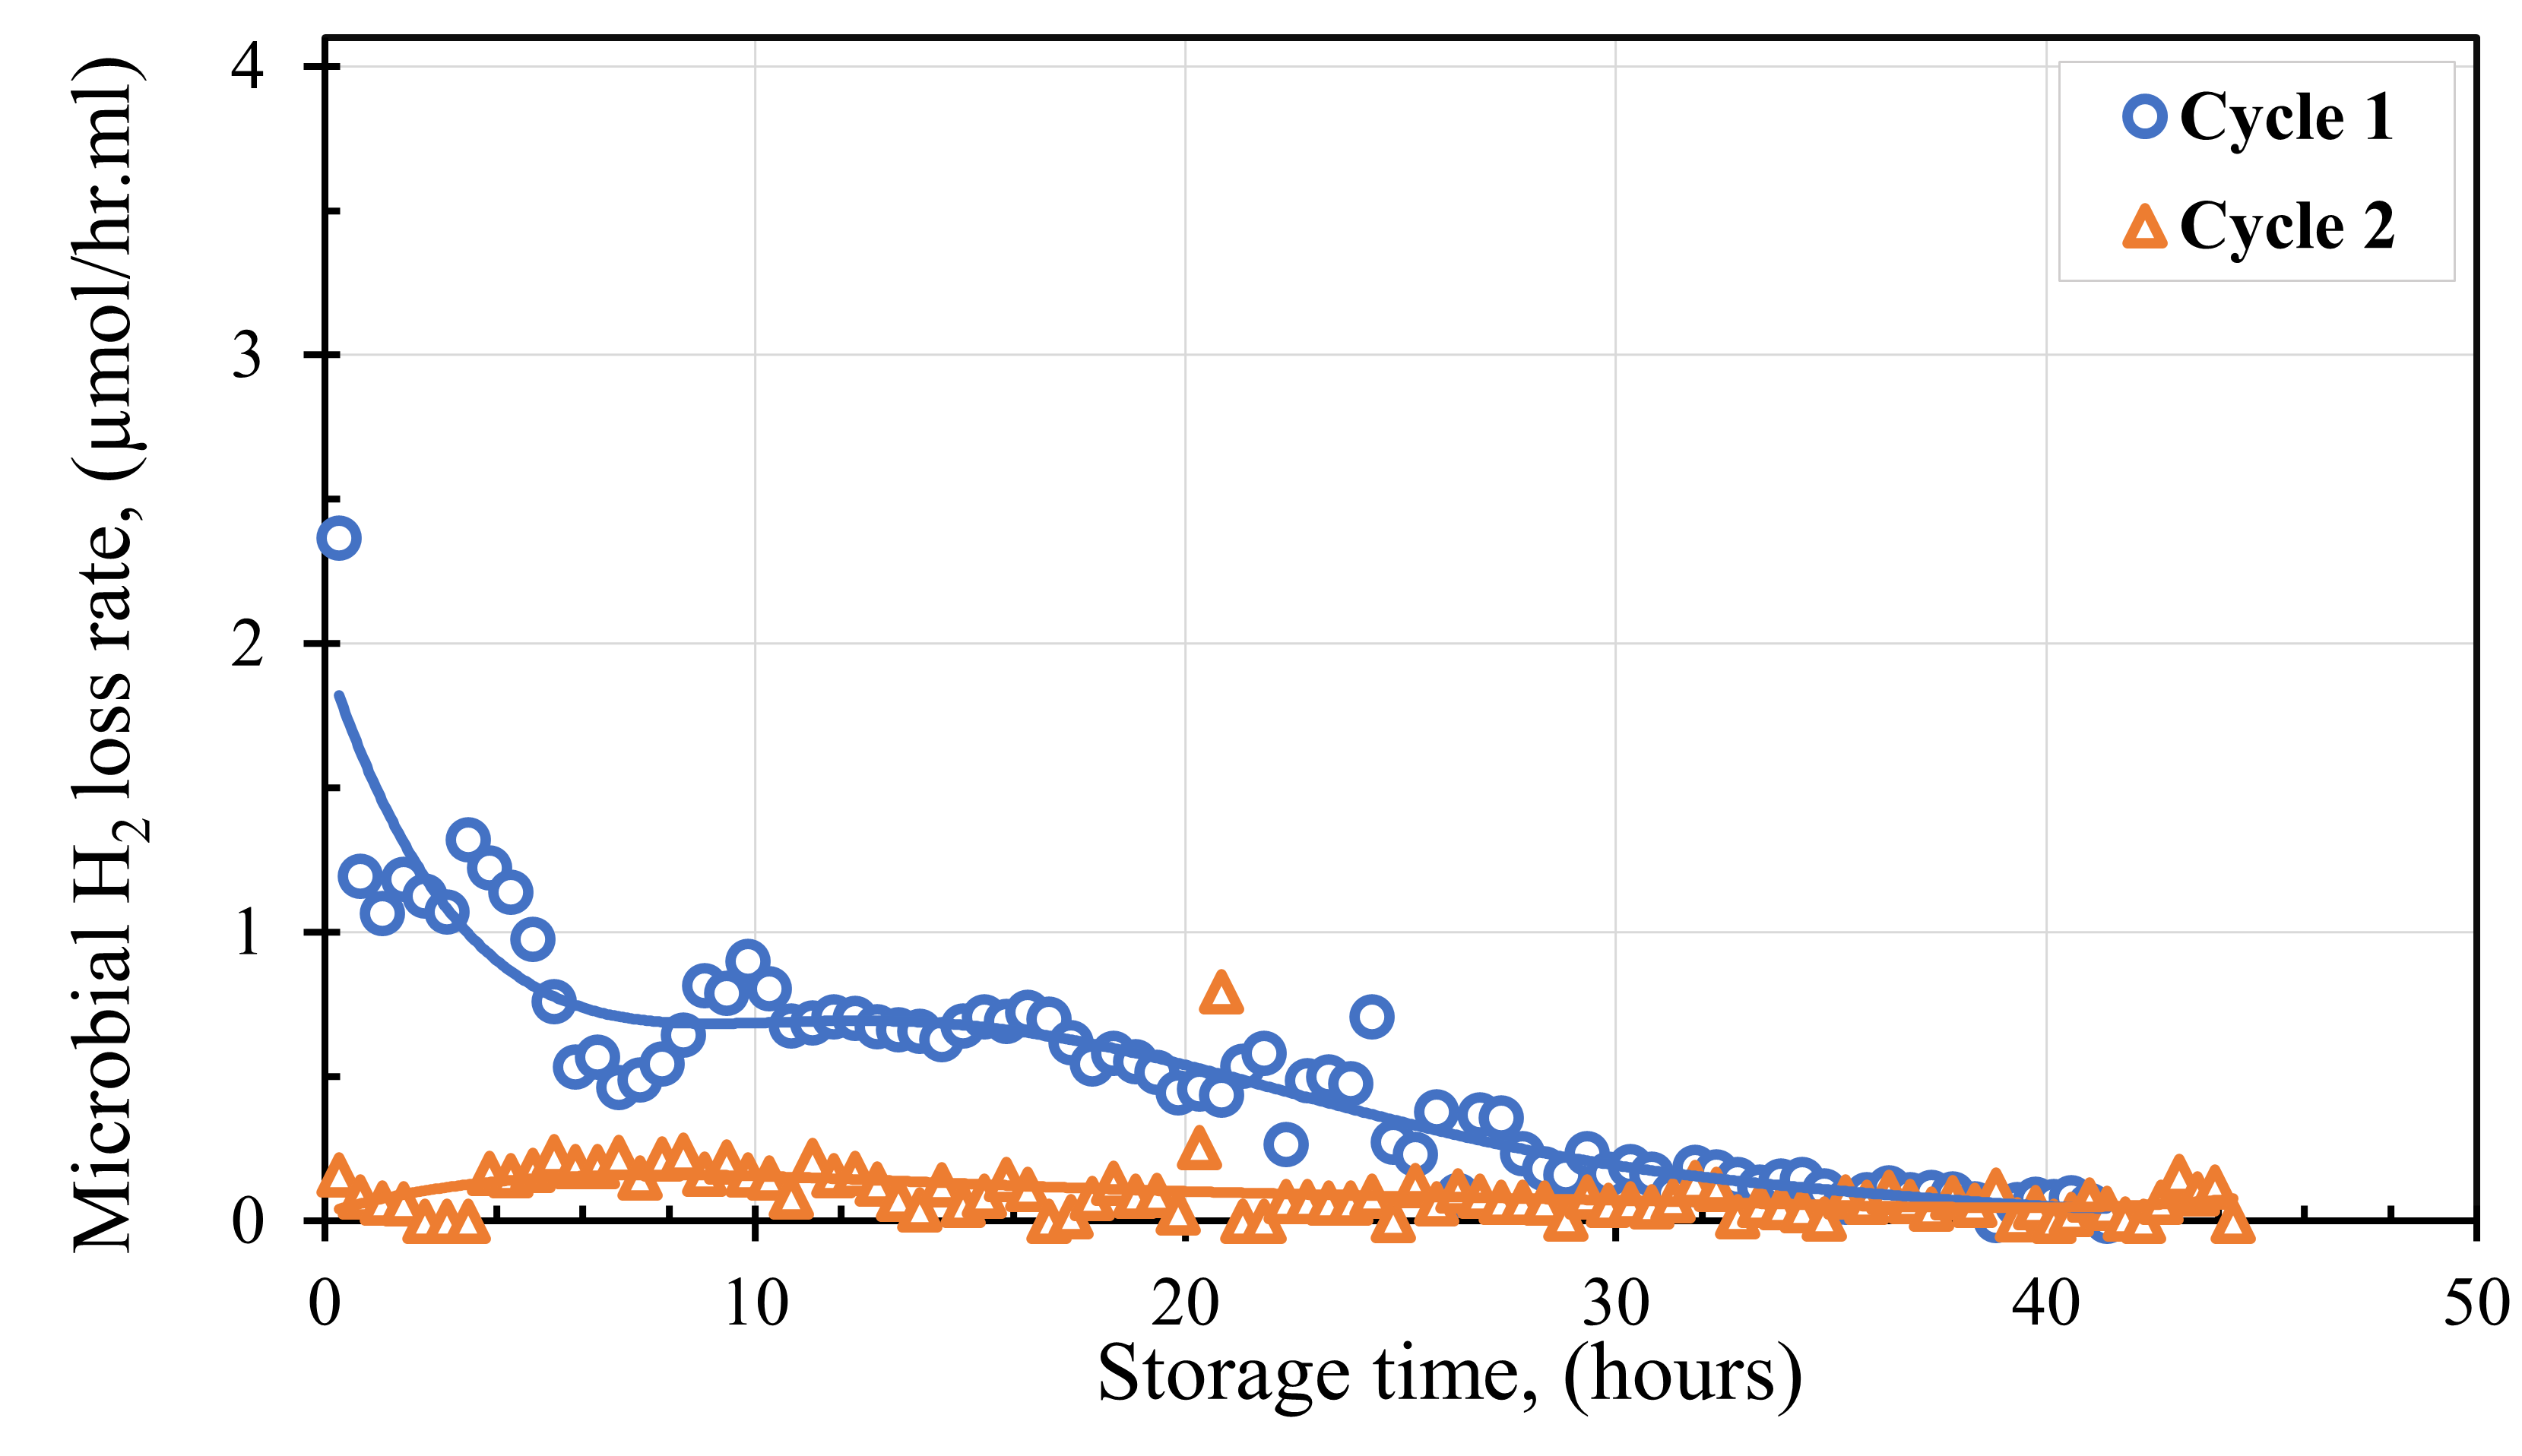 Microbial H₂ loss rate, (μmol/hr.ml)
4
3
2
1
0
Cycle 1
Cycle 2
0 10 20 30 40 50
Storage time, (hours)